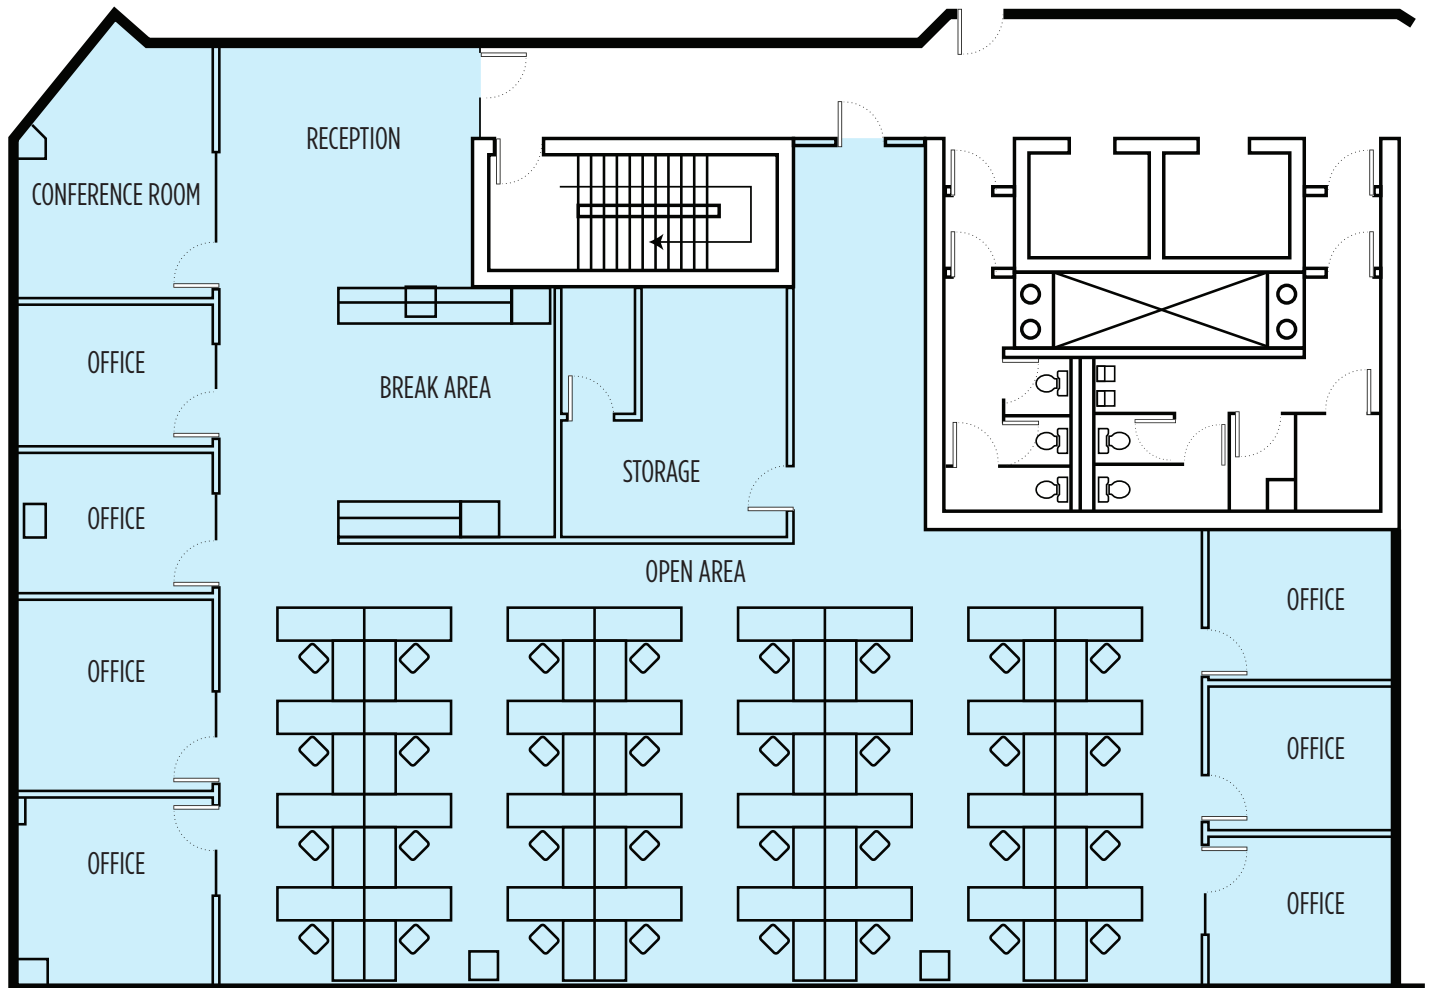 RECEPTION
CONFERENCE ROOM
OFFICE
BREAK AREA
STORAGE
OFFICE
OPEN AREA
OFFICE
OFFICE
OFFICE
OFFICE
OFFICE